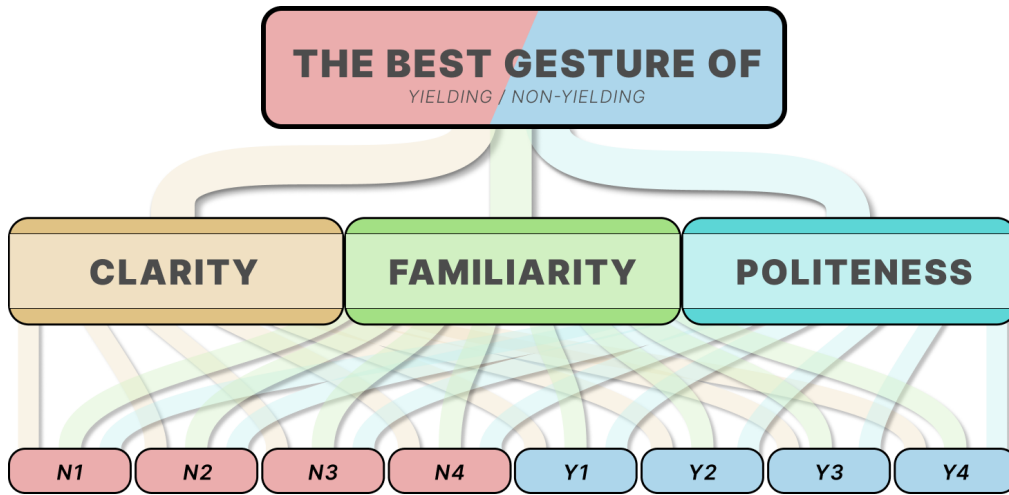 THE BEST GESTURE OF
YIELDING / NON-YIELDING
CLARITY
FAMILIARITY
POLITENESS
N1
N2
N3
N4
Y1
Y2
Y3
Y4